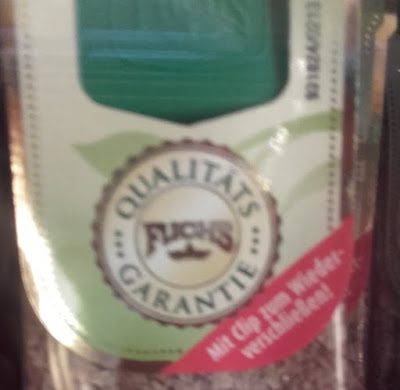 QUALITÄTS
FUCHS
GARANTIE
Mit Clip zum Wieder-
verschließen!